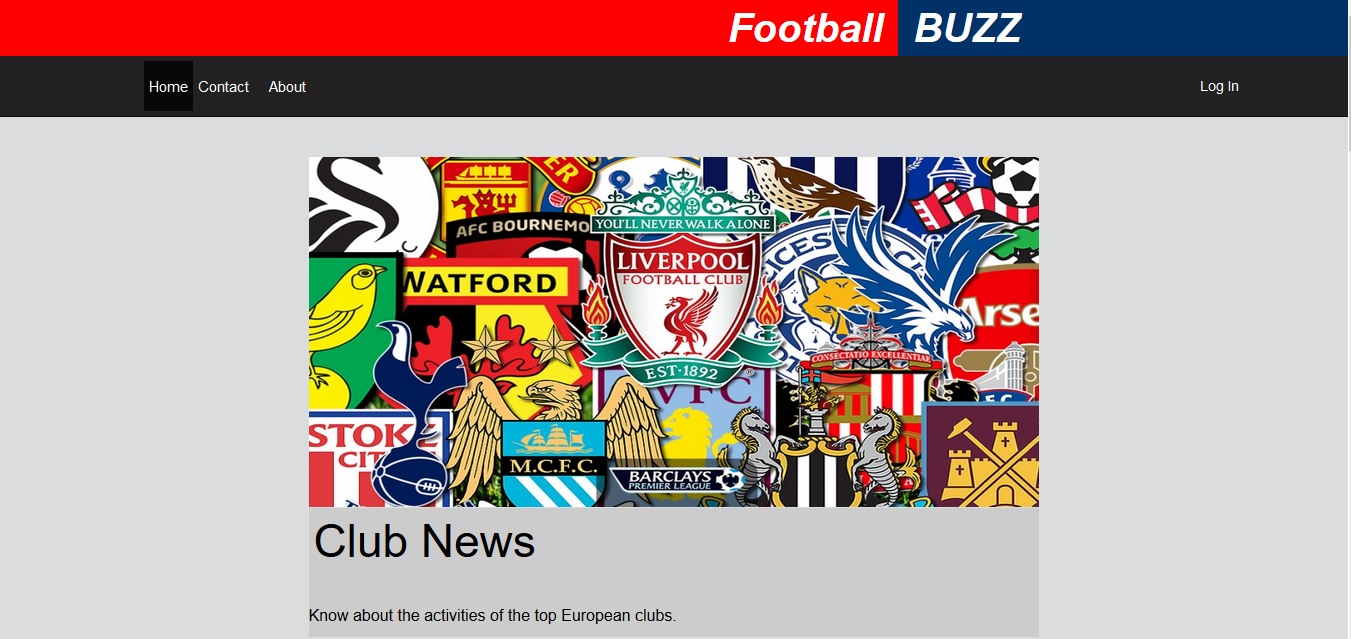 Football BUZZ
Home Contact About Log In
AFC BOURNEMO
YOU'LL NEVER WALK ALONE
WATFORD
LIVERPOOL
FOOTBALL CLUB
Arse
CONSECTATIO EXCELLENTIAE
EST·1892
VFC
STOKE
CIT
M.C.F.C.
BARCLAYS
PREMIER LEAGUE
Club News
Know about the activities of the top European clubs.